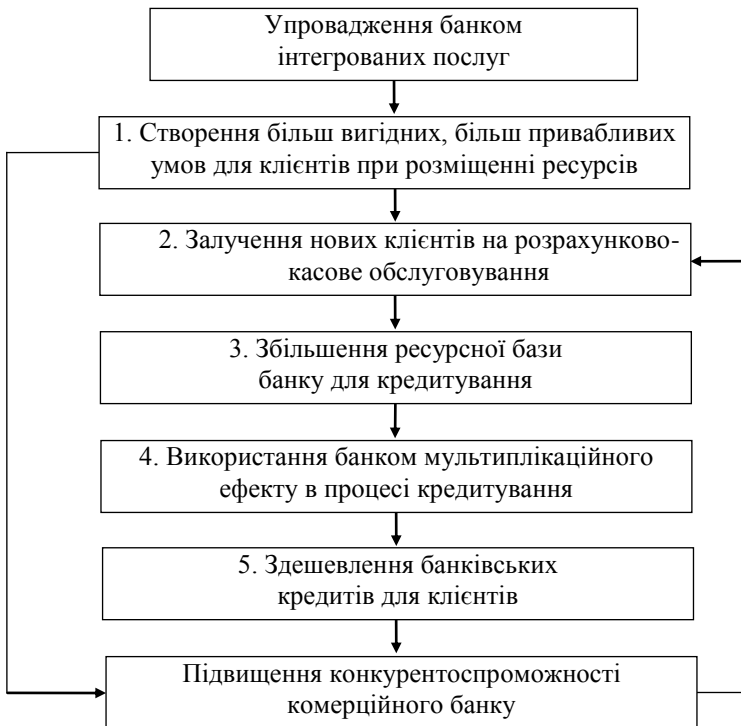 Упровадження банком
інтегрованих послуг
1. Створення більш вигідних, більш привабливих
умов для клієнтів при розміщенні ресурсів
2. Залучення нових клієнтів на розрахунково-
касове обслуговування
3. Збільшення ресурсної бази
банку для кредитування
4. Використання банком мультиплікаційного
ефекту в процесі кредитування
5. Здешевлення банківських
кредитів для клієнтів
Підвищення конкурентоспроможності
комерційного банку